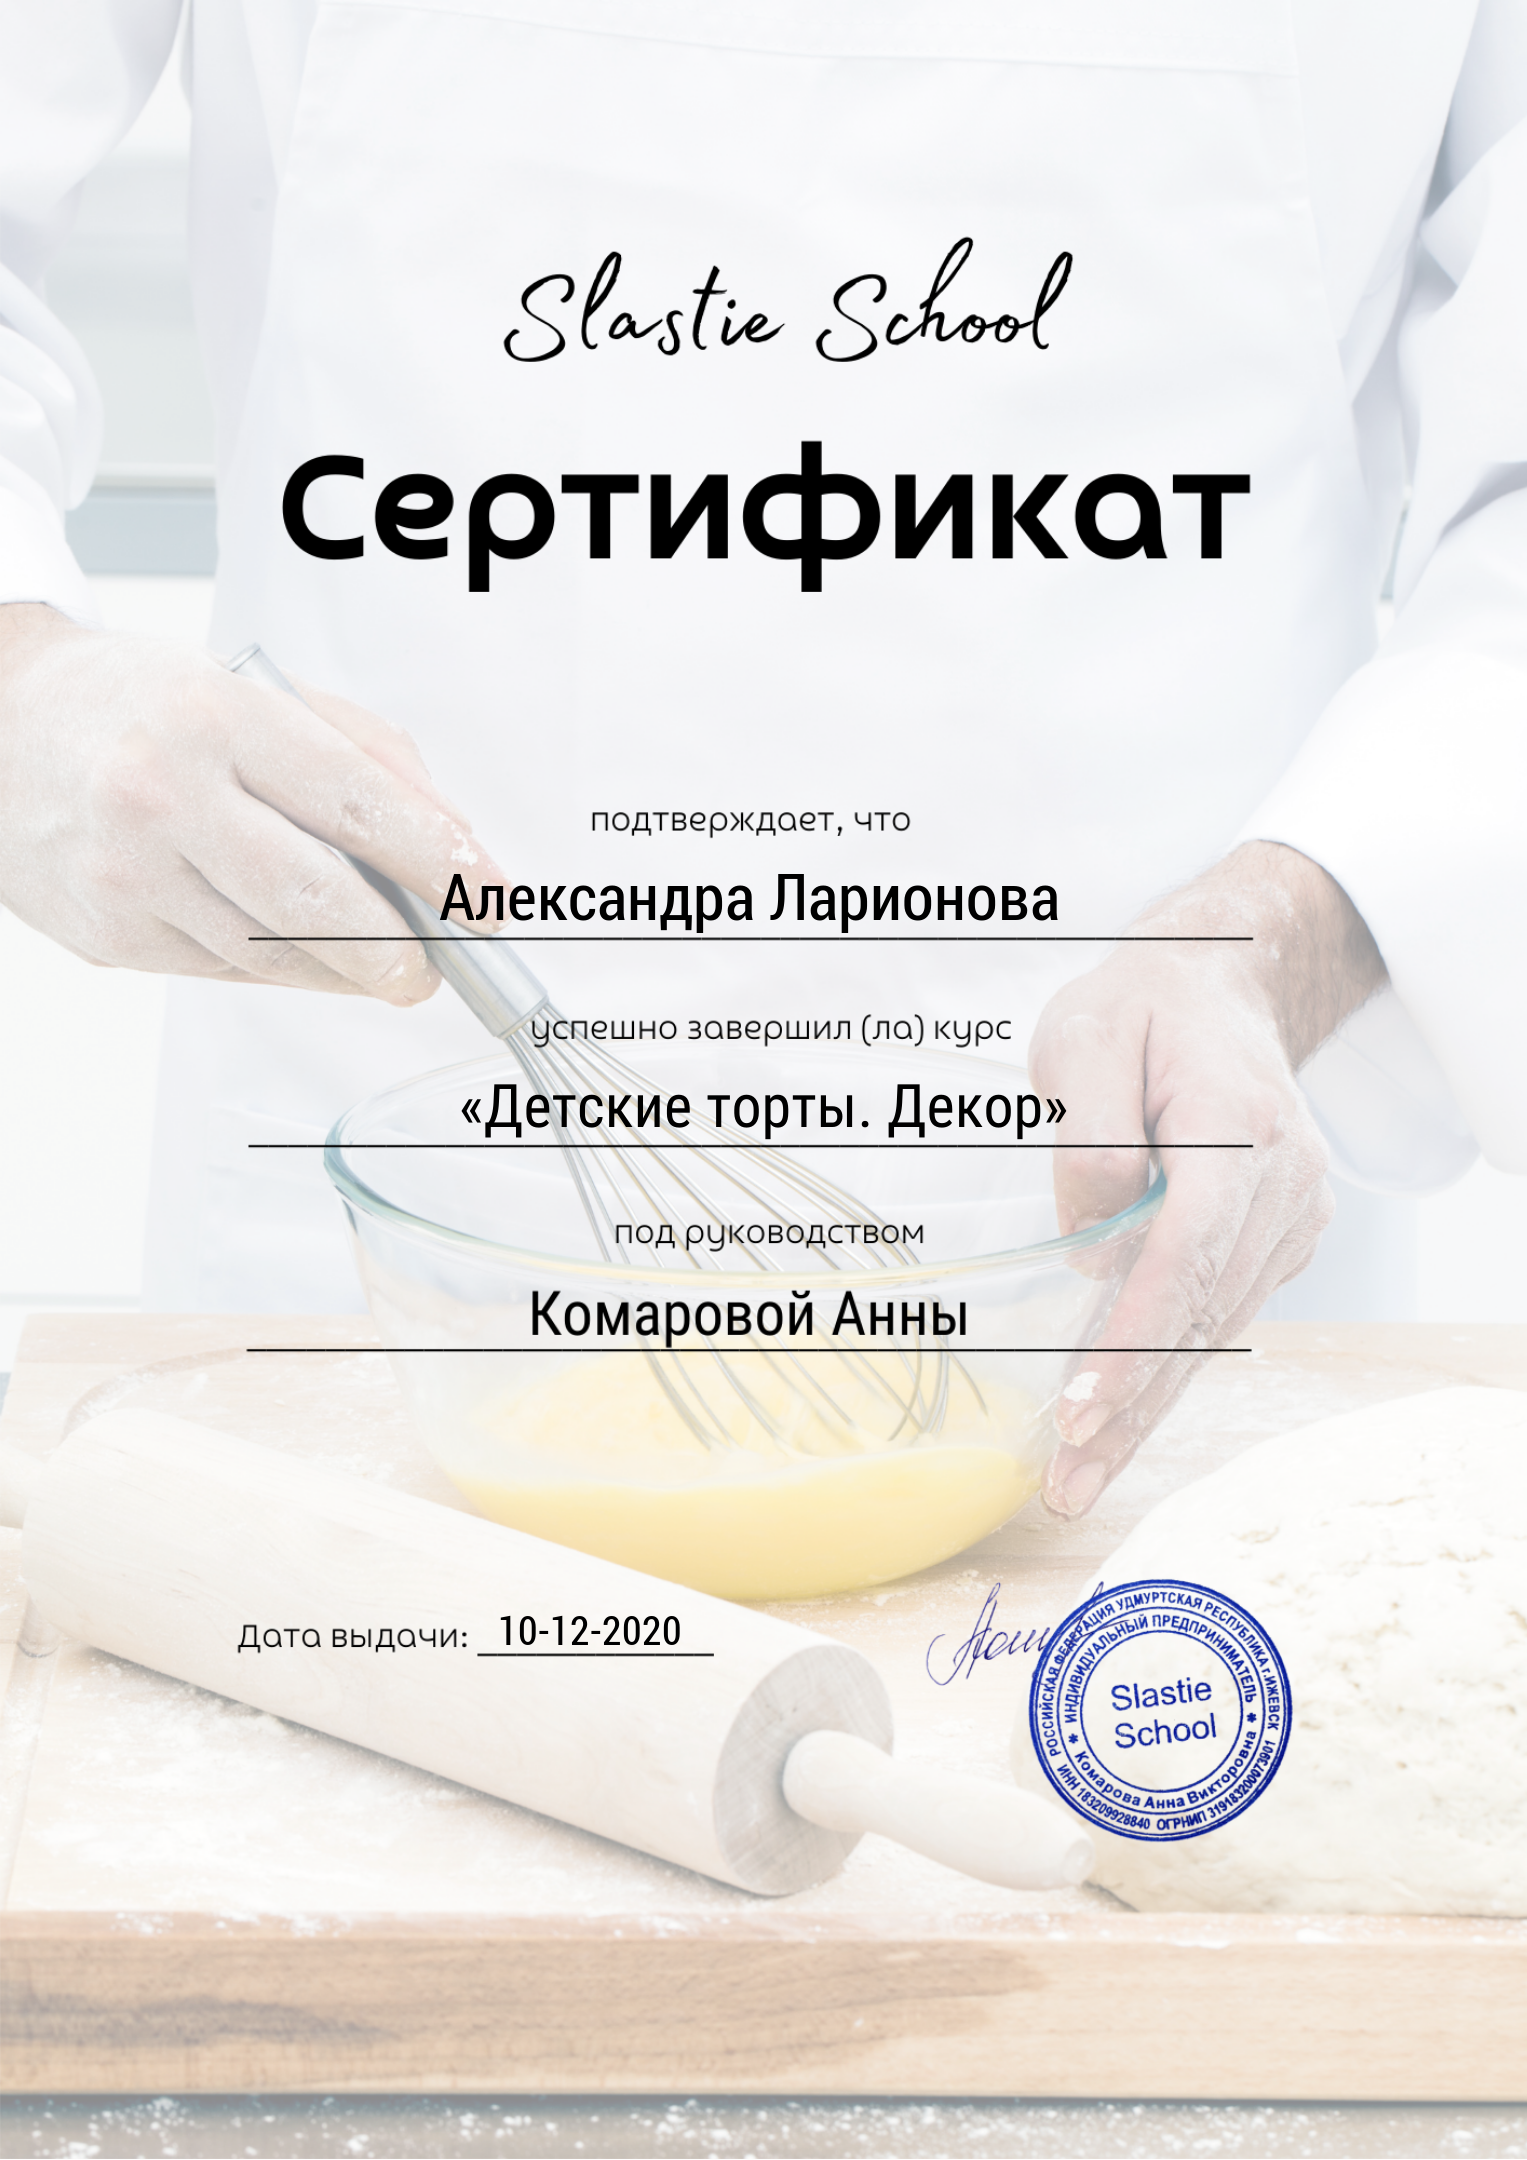 Slastie School
Сертификат
подтверждает, что
Александра Ларионова
успешно завершил (ла) курс
«Детские торты. Декор»
под руководством
Комаровой Анны
Дата выдачи: 10-12-2020
РОССИЙСКАЯ ФЕДЕРАЦИЯ УДМУРТСКАЯ РЕСПУБЛИКА г.ИЖЕВСК
ИНДИВИДУАЛЬНЫЙ ПРЕДПРИНИМАТЕЛЬ
Slastie
School
* Комарова Анна Викторовна *
ИНН 183209928840 ОГРНИП 319183200073901